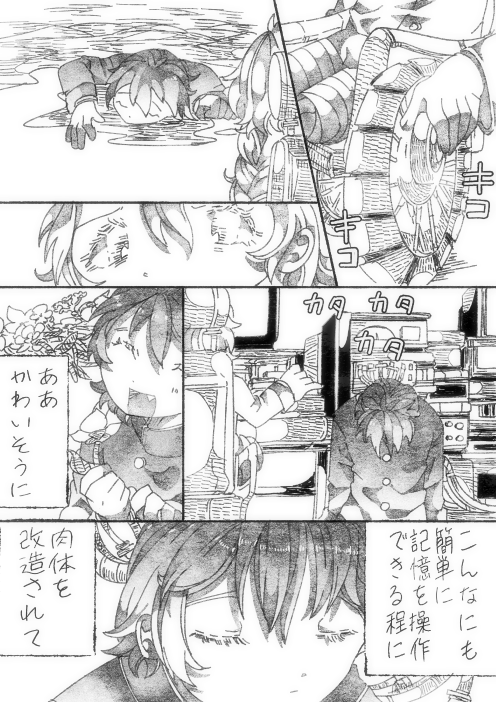 キコ
キコ
カタ
カタ
カタ
ああ
かわいそうに
こんなにも
簡単に
記憶を操作
できる程に
肉体を
改造されて